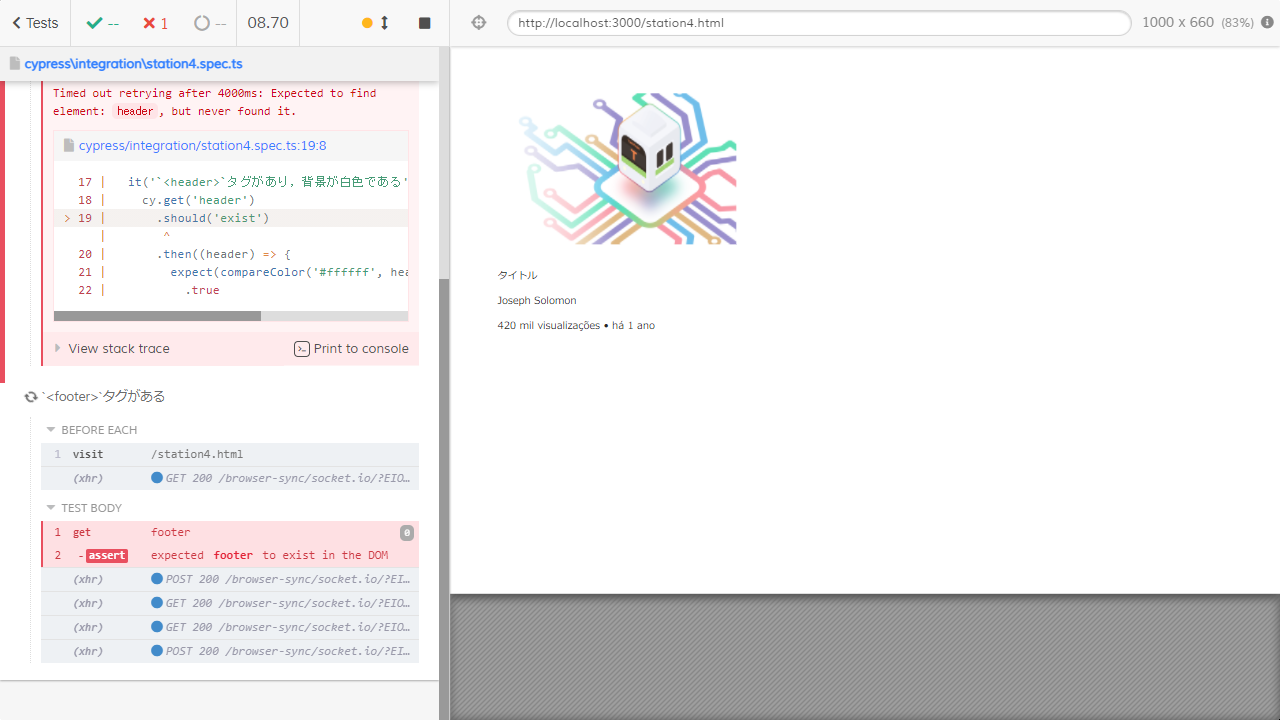 Tests
--
1
--
08.70
http://localhost:3000/station4.html
1000 x 660 (83%)
cypress\integration\station4.spec.ts
Timed out retrying after 4000ms: Expected to find
element: header, but never found it.
cypress/integration/station4.spec.ts:19:8
17 | it('`<header>`タグがあり, 背景が白色である'
18 | cy.get('header')
> 19 | .should('exist')
| ^
20 | .then((header) => {
21 | expect(compareColor('#ffffff', hea
22 | .true
View stack trace
Print to console
`<footer>`タグがある
BEFORE EACH
1 visit /station4.html
(xhr) GET 200 /browser-sync/socket.io/?EIO…
TEST BODY
1 get footer 0
2 -assert expected footer to exist in the DOM
(xhr) POST 200 /browser-sync/socket.io/?EI…
(xhr) GET 200 /browser-sync/socket.io/?EIO…
(xhr) GET 200 /browser-sync/socket.io/?EIO…
(xhr) POST 200 /browser-sync/socket.io/?EI…
T
タイトル
Joseph Solomon
420 mil visualizações • há 1 ano